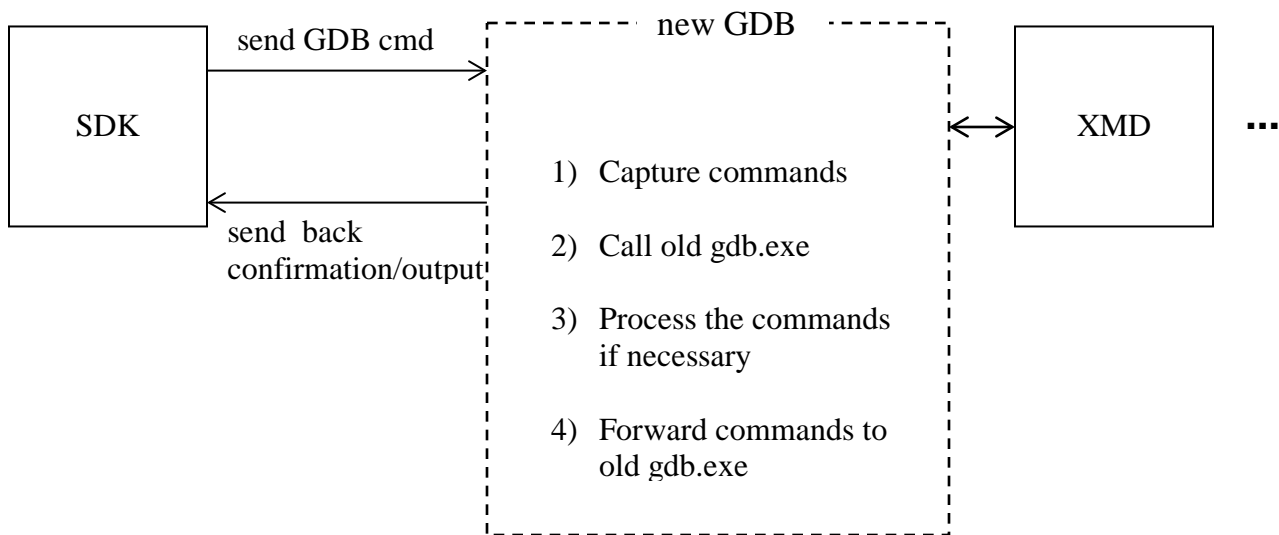 new GDB
send GDB cmd
SDK
XMD
...
1) Capture commands
send back
confirmation/output
2) Call old gdb.exe
3) Process the commands
if necessary
4) Forward commands to
old gdb.exe